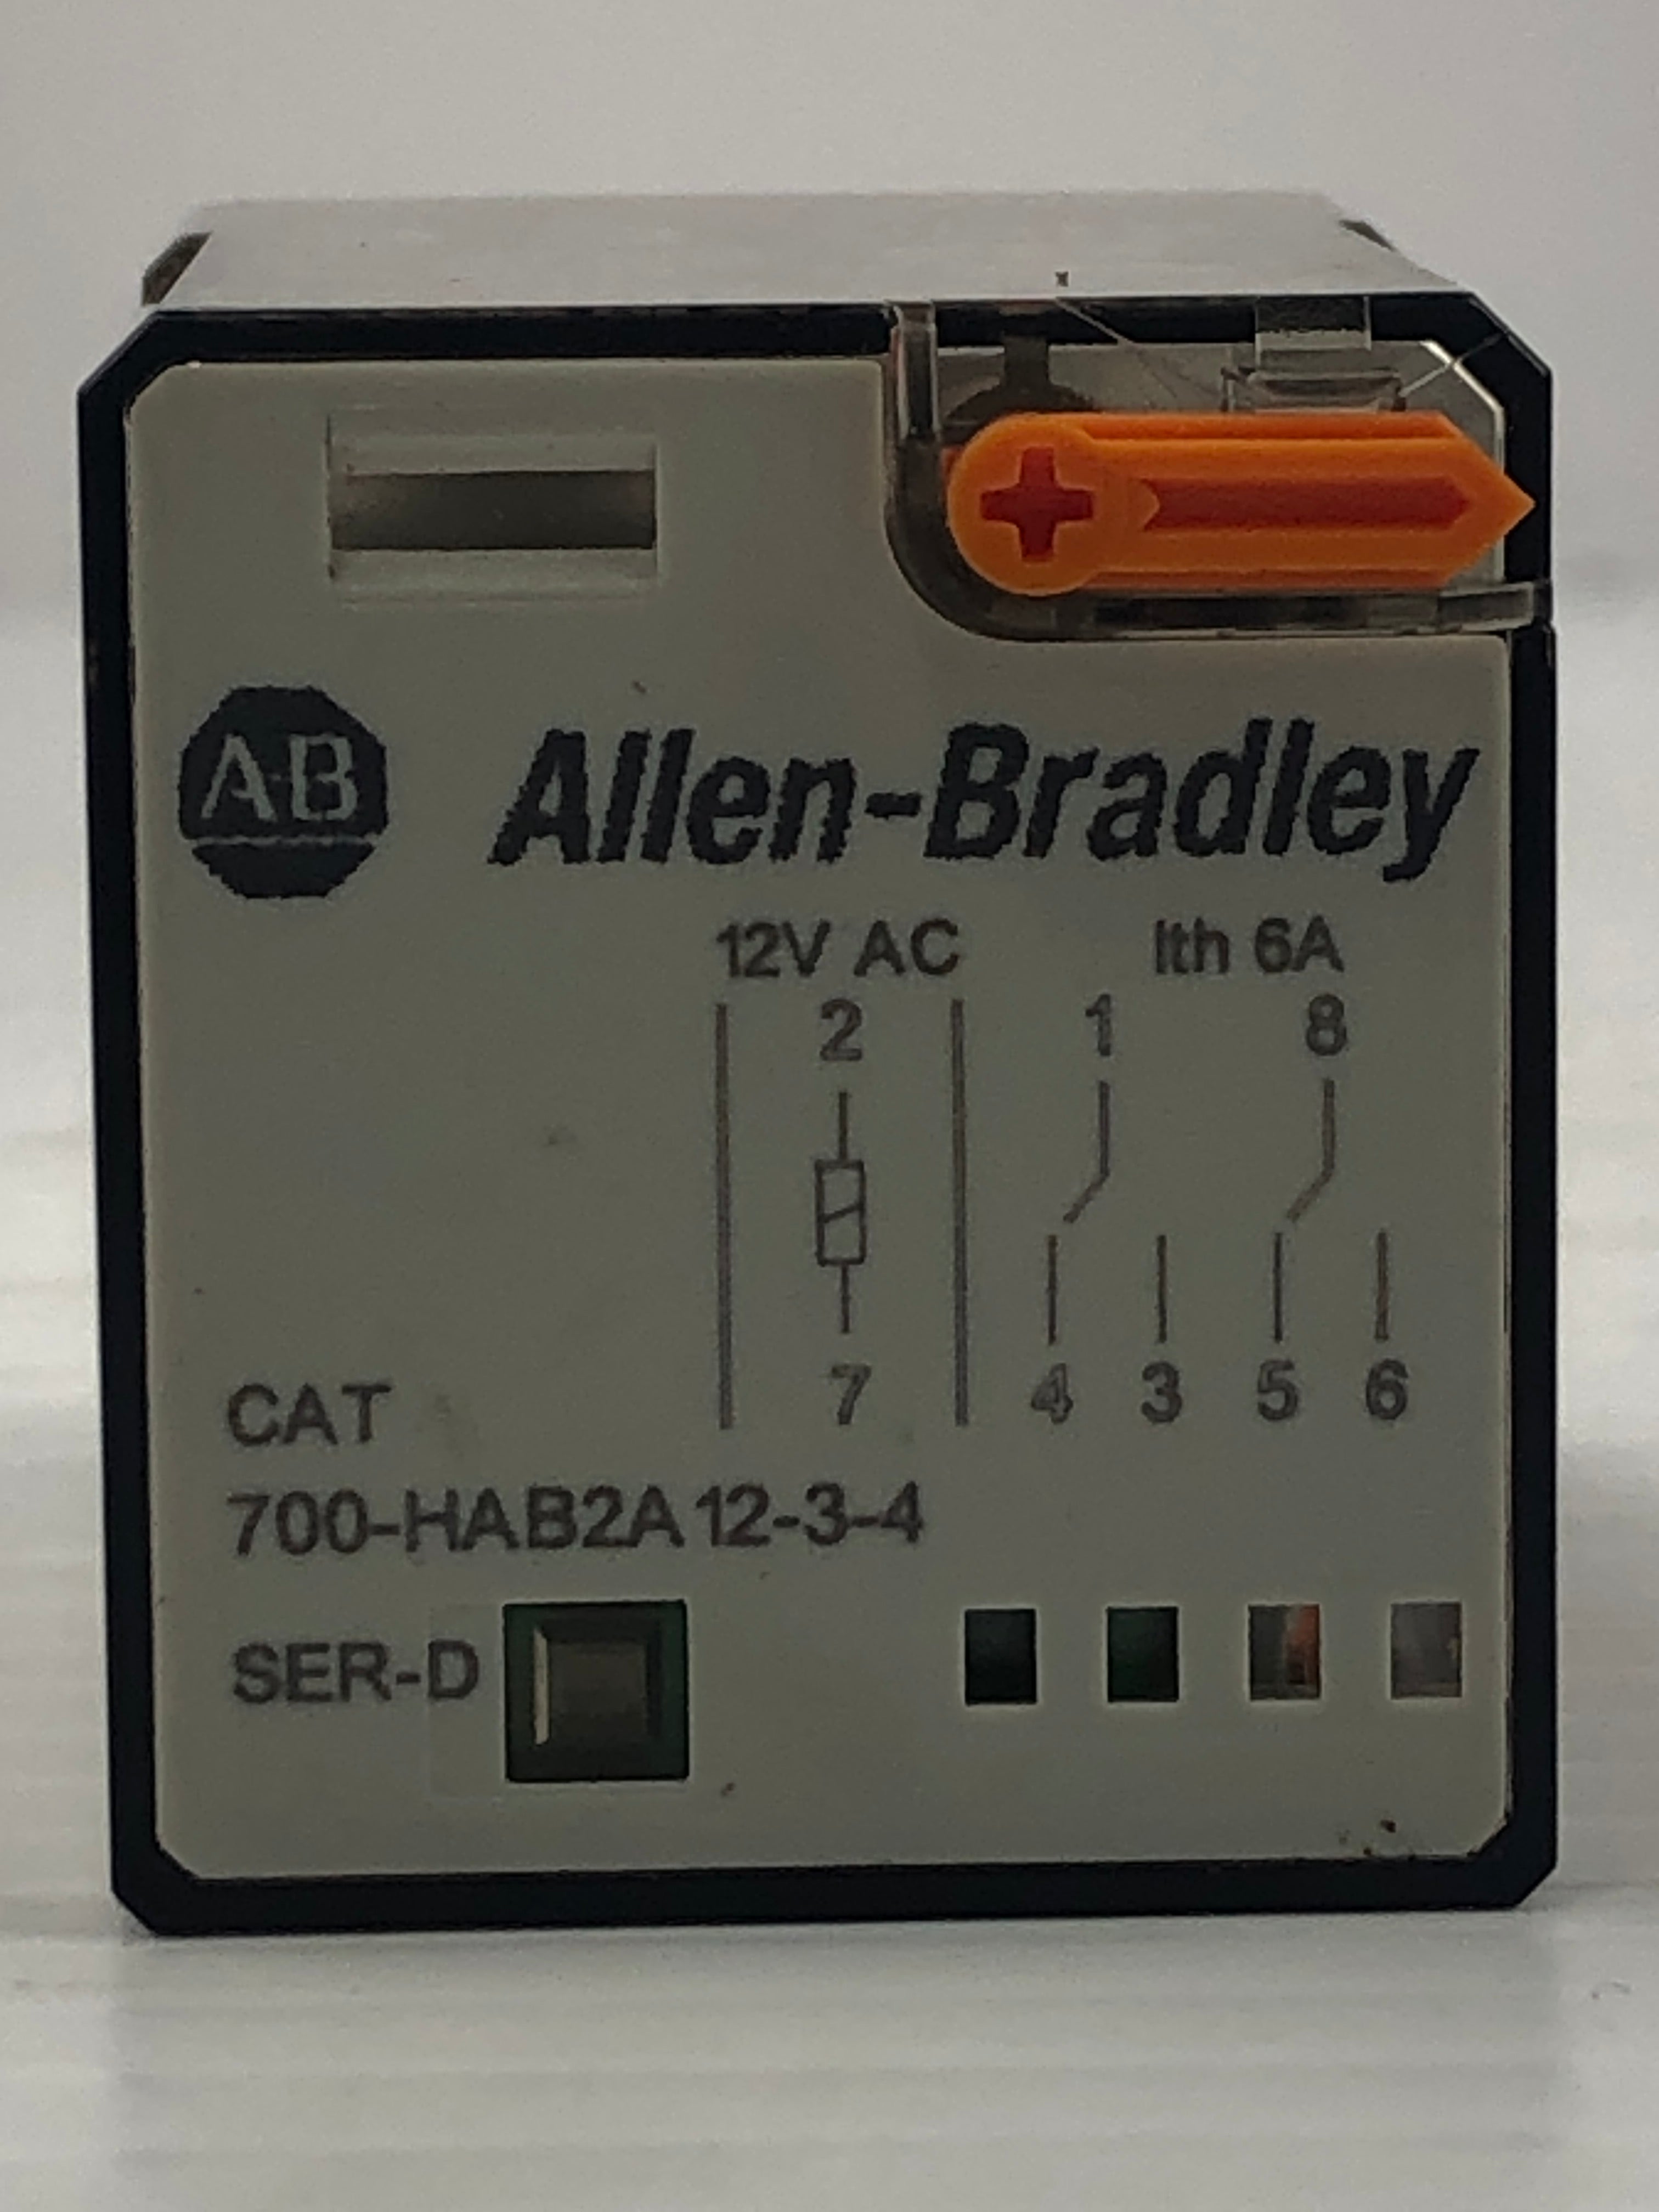 AB Allen-Bradley
12V AC Ith 6A
2 1 8
7 4 3 5 6
CAT
700-HAB2A12-3-4
SER-D